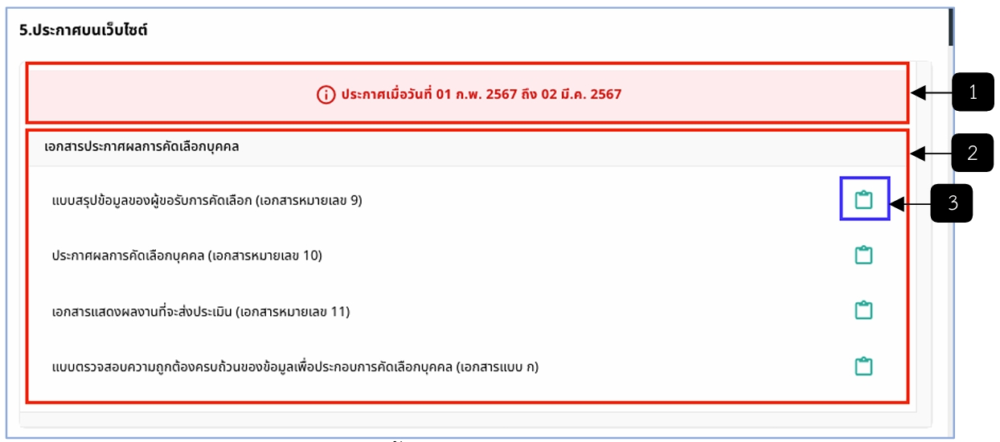 5.ประกาศบนเว็บไซต์
ประกาศเมื่อวันที่ 01 ก.พ. 2567 ถึง 02 มี.ค. 2567
1
เอกสารประกาศผลการคัดเลือกบุคคล
2
แบบสรุปข้อมูลของผู้ขอรับการคัดเลือก (เอกสารหมายเลข 9)
3
ประกาศผลการคัดเลือกบุคคล (เอกสารหมายเลข 10)
เอกสารแสดงผลงานที่จะส่งประเมิน (เอกสารหมายเลข 11)
แบบตรวจสอบความถูกต้องครบถ้วนของข้อมูลเพื่อประกอบการคัดเลือกบุคคล (เอกสารแบบ ก)